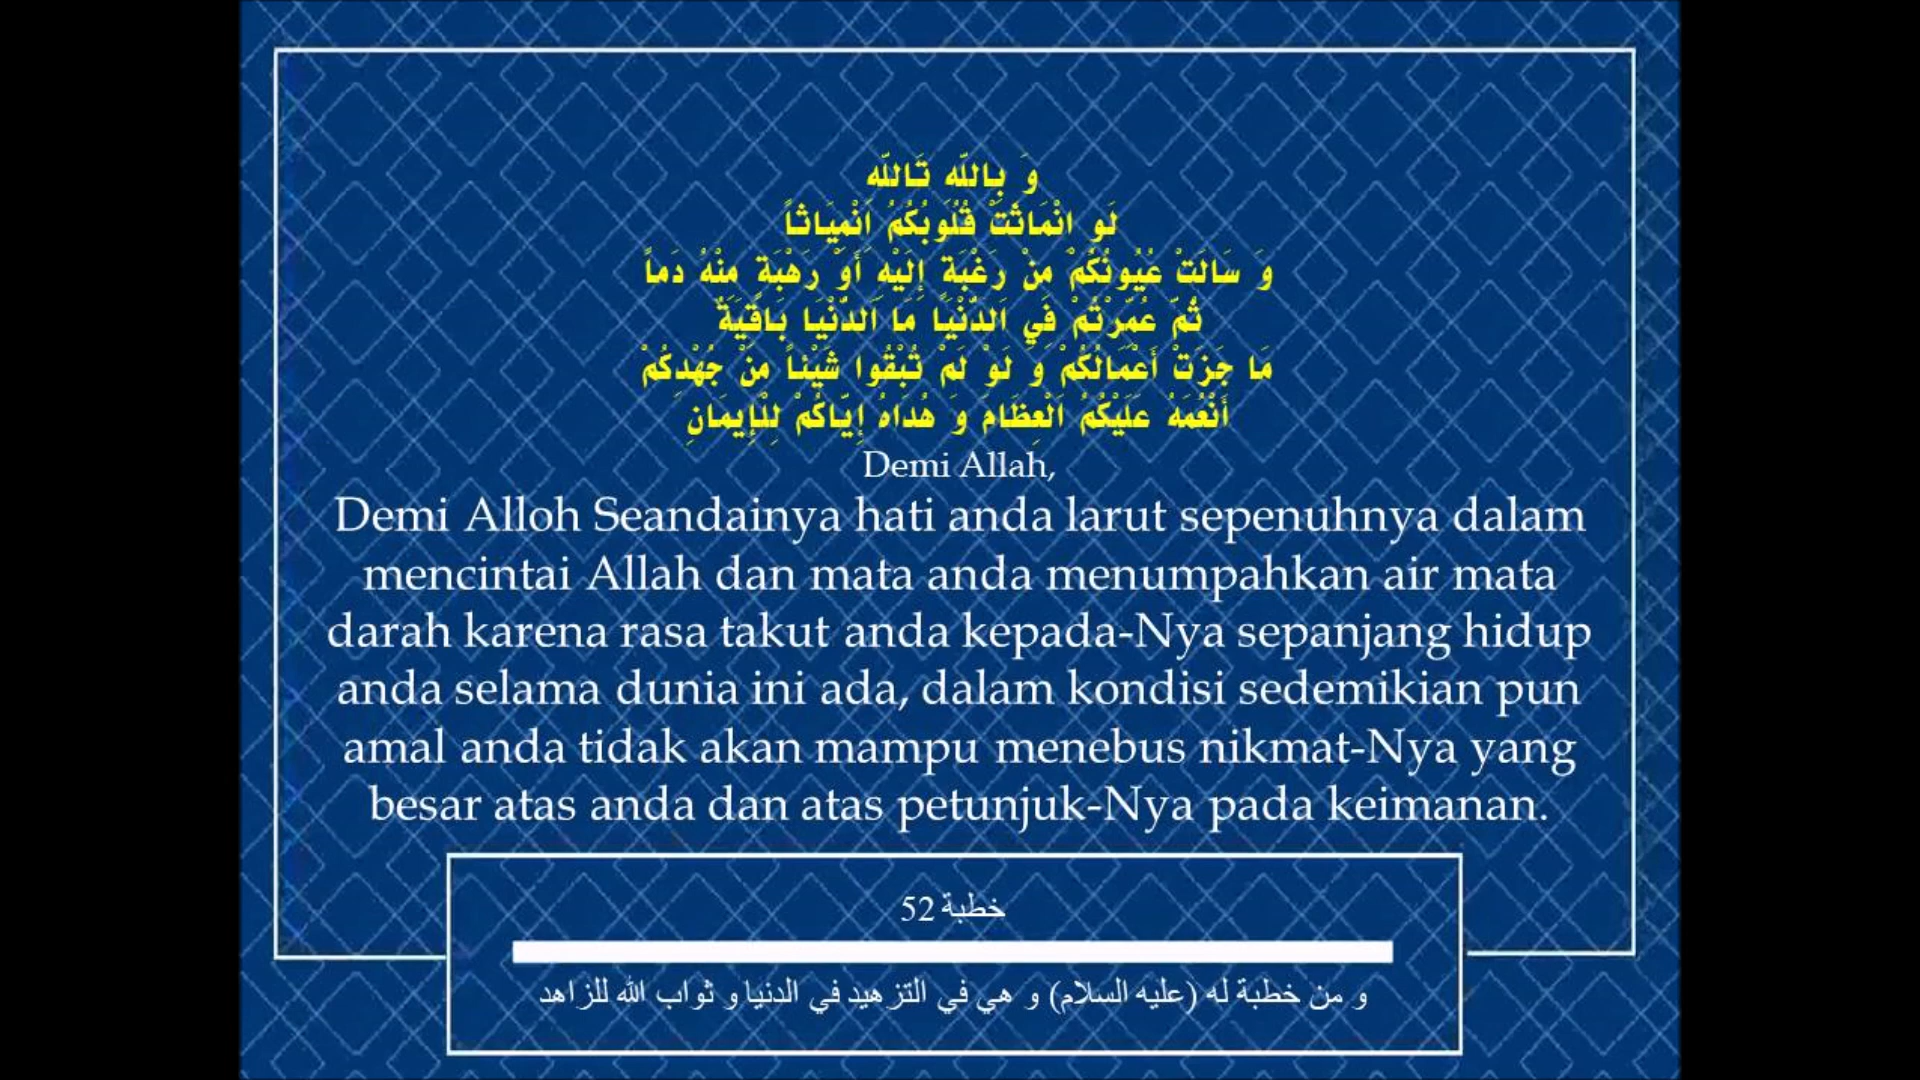 وَ بِاللَّهِ تَاللَّهِ
لَوِ انْمَاثَتْ قُلُوبُكُمُ انْمِيَاثاً
وَ سَالَتْ عُيُونُكُمْ مِنْ رَغْبَةٍ إِلَيْهِ أَوْ رَهْبَةٍ مِنْهُ دَماً
ثُمَّ عُمِّرْتُمْ فِي الدُّنْيَا مَا الدُّنْيَا بَاقِيَةٌ
مَا جَزَتْ أَعْمَالُكُمْ وَ لَوْ لَمْ تُبْقُوا شَيْئاً مِنْ جُهْدِكُمْ
أَنْعُمَهُ عَلَيْكُمُ الْعِظَامَ وَ هُدَاهُ إِيَّاكُمْ لِلْإِيمَانِ
Demi Allah,
Demi Alloh Seandainya hati anda larut sepenuhnya dalam
mencintai Allah dan mata anda menumpahkan air mata
darah karena rasa takut anda kepada-Nya sepanjang hidup
anda selama dunia ini ada, dalam kondisi sedemikian pun
amal anda tidak akan mampu menebus nikmat-Nya yang
besar atas anda dan atas petunjuk-Nya pada keimanan.
خطبة 52
و من خطبة له (عليه السلام) و هي في التزهيد في الدنيا و ثواب الله للزاهد